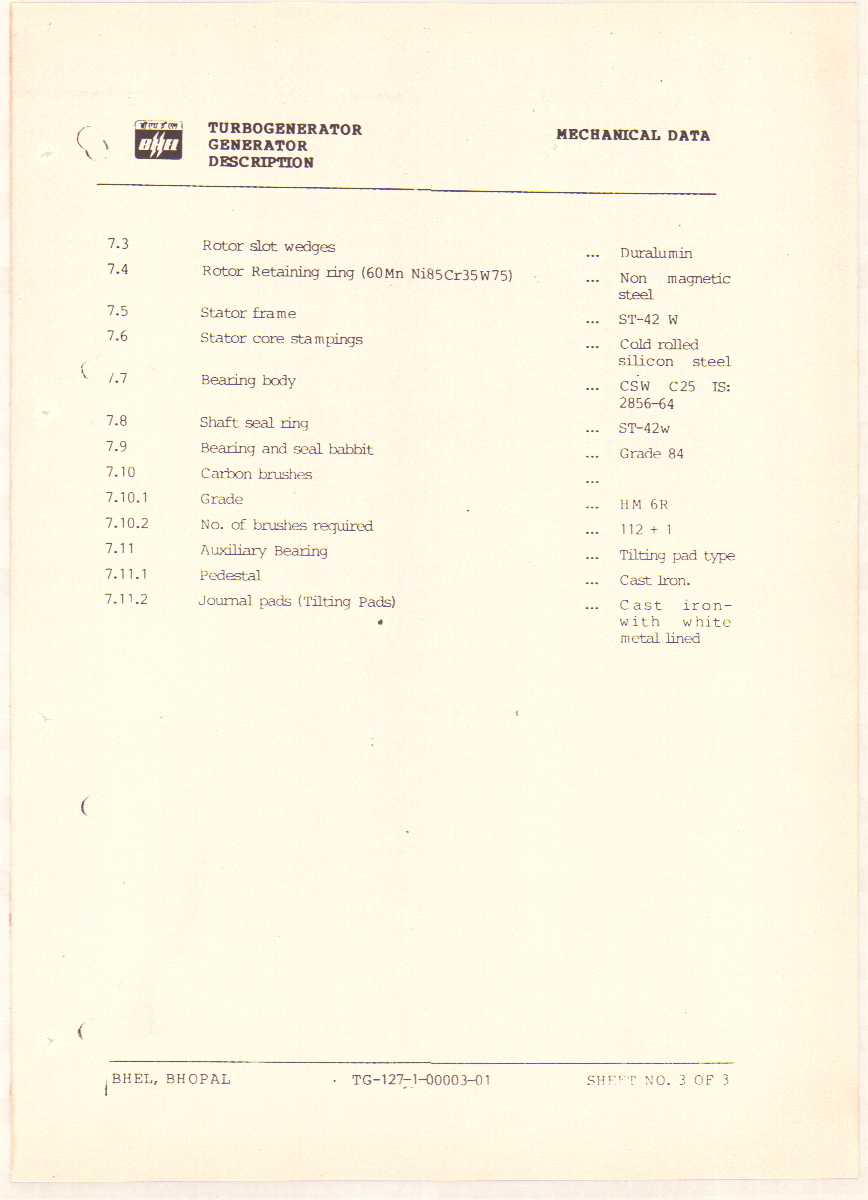 बी एच ई एल
BHEL
TURBOGENERATOR
GENERATOR
DESCRIPTION
MECHANICAL DATA
7.3 Rotor slot wedges ... Duralumin
7.4 Rotor Retaining ring (60Mn Ni85Cr35W75) ... Non magnetic
steel
7.5 Stator frame ... ST-42 W
7.6 Stator core stampings ... Cold rolled
silicon steel
7.7 Bearing body ... CSW C25 IS:
2856-64
7.8 Shaft seal ring ... ST-42w
7.9 Bearing and seal babbit ... Grade 84
7.10 Carbon brushes ...
7.10.1 Grade ... HM 6R
7.10.2 No. of brushes required ... 112 + 1
7.11 Auxiliary Bearing ... Tilting pad type
7.11.1 Pedestal ... Cast Iron.
7.11.2 Journal pads (Tilting Pads) ... Cast iron-
with white
metal lined
BHEL, BHOPAL TG-127-1-00003-01 SHEET NO. 3 OF 3